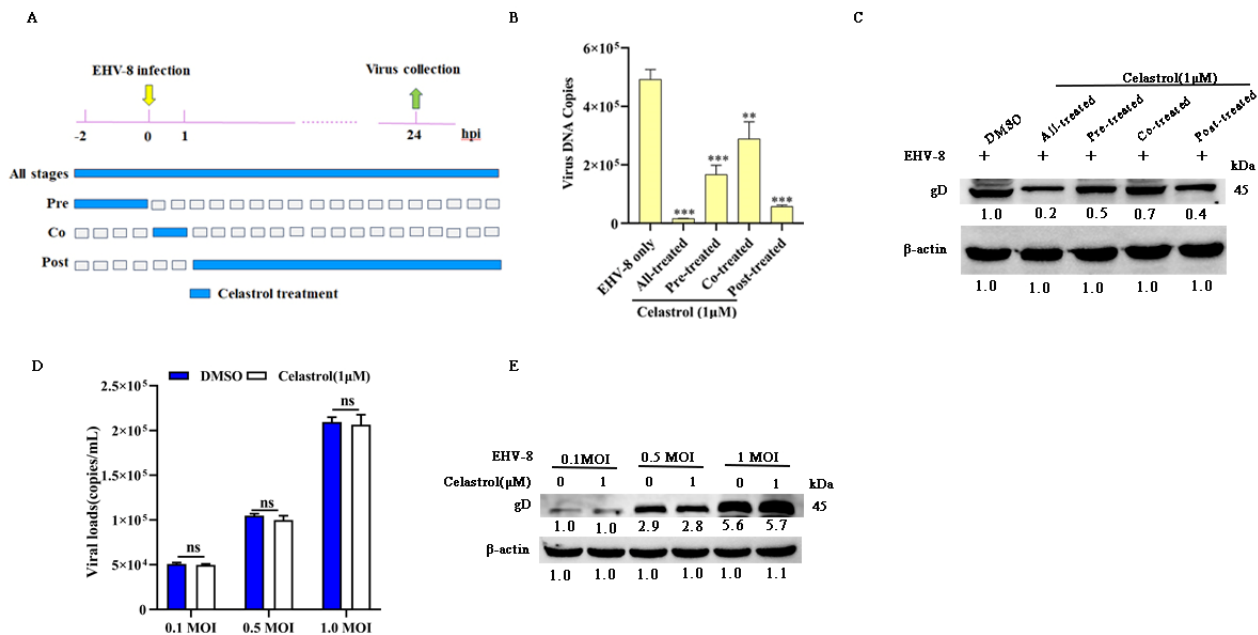 A
EHV-8 infection
Virus collection
-2
0
1
24
hpi
All stages
Pre
Co
Post
Celastrol treatment
B
Virus DNA Copies
6×10⁵
4×10⁵
2×10⁵
0
**
***
***
***
EHV-8 only
All-treated
Pre-treated
Co-treated
Post-treated
Celastrol (1μM)
C
Celastrol(1μM)
DMSO
All-treated
Pre-treated
Co-treated
Post-treated
EHV-8 + + + + + kDa
gD 45
1.0 0.2 0.5 0.7 0.4
β-actin
1.0 1.0 1.0 1.0 1.0
D
DMSO Celastrol(1μM)
Viral loads(copies/mL)
2.5×10⁵
2×10⁵
1×10⁵
5×10⁴
0
ns
ns
ns
0.1 MOI 0.5 MOI 1.0 MOI
E
EHV-8 0.1MOI 0.5 MOI 1 MOI
Celastrol(μM) 0 1 0 1 0 1 kDa
gD 45
1.0 1.0 2.9 2.8 5.6 5.7
β-actin
1.0 1.0 1.0 1.0 1.0 1.1